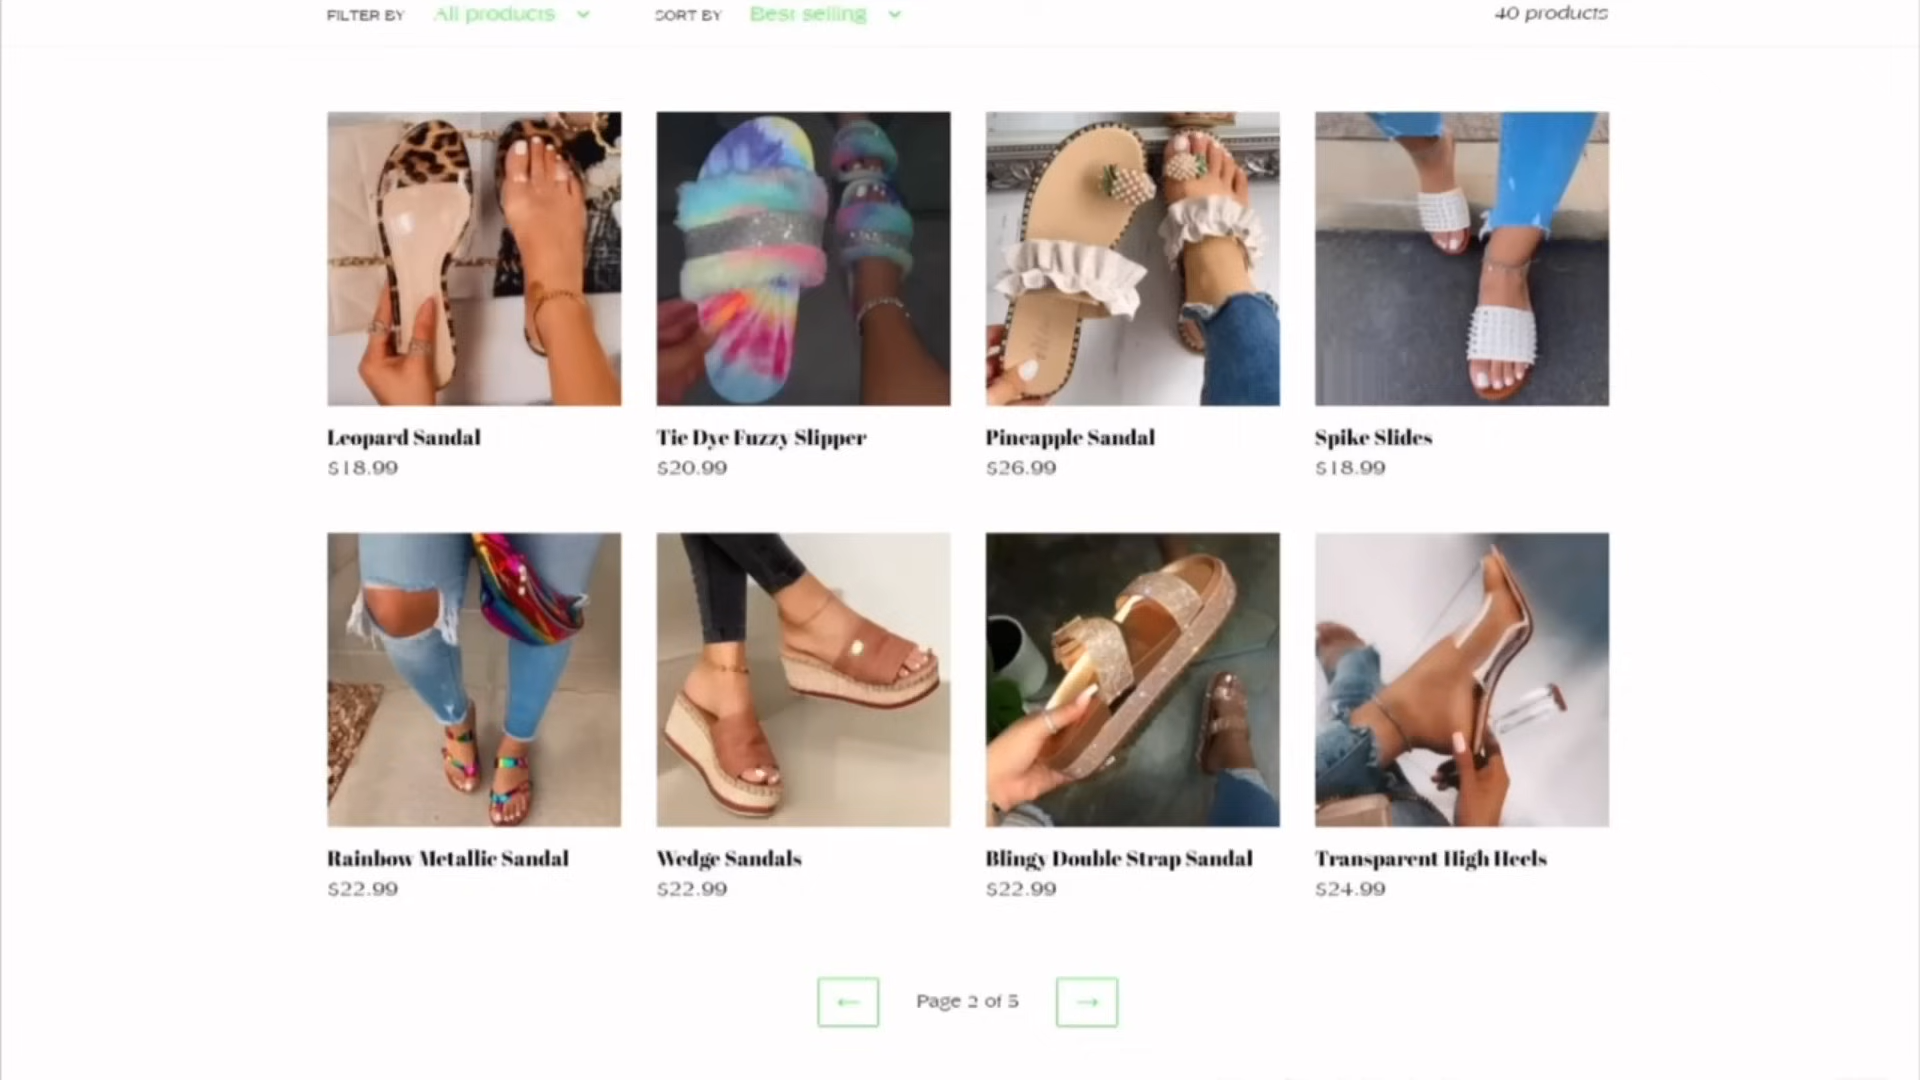 FILTER BY All products SORT BY Best selling 40 products
Leopard Sandal
$18.99
Tie Dye Fuzzy Slipper
$20.99
Pineapple Sandal
$26.99
Spike Slides
$18.99
Rainbow Metallic Sandal
$22.99
Wedge Sandals
$22.99
Blingy Double Strap Sandal
$22.99
Transparent High Heels
$24.99
← Page 2 of 5 →